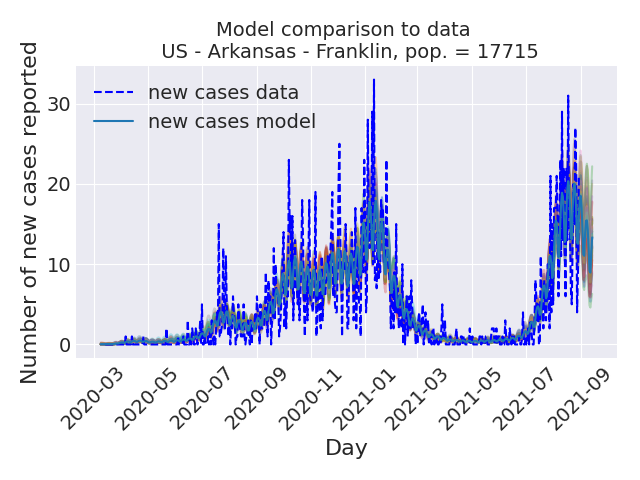 Model comparison to data
US - Arkansas - Franklin, pop. = 17715
Number of new cases reported
30
20
10
0
new cases data
new cases model
2020-03
2020-05
2020-07
2020-09
2020-11
2021-01
2021-03
2021-05
2021-07
2021-09
Day